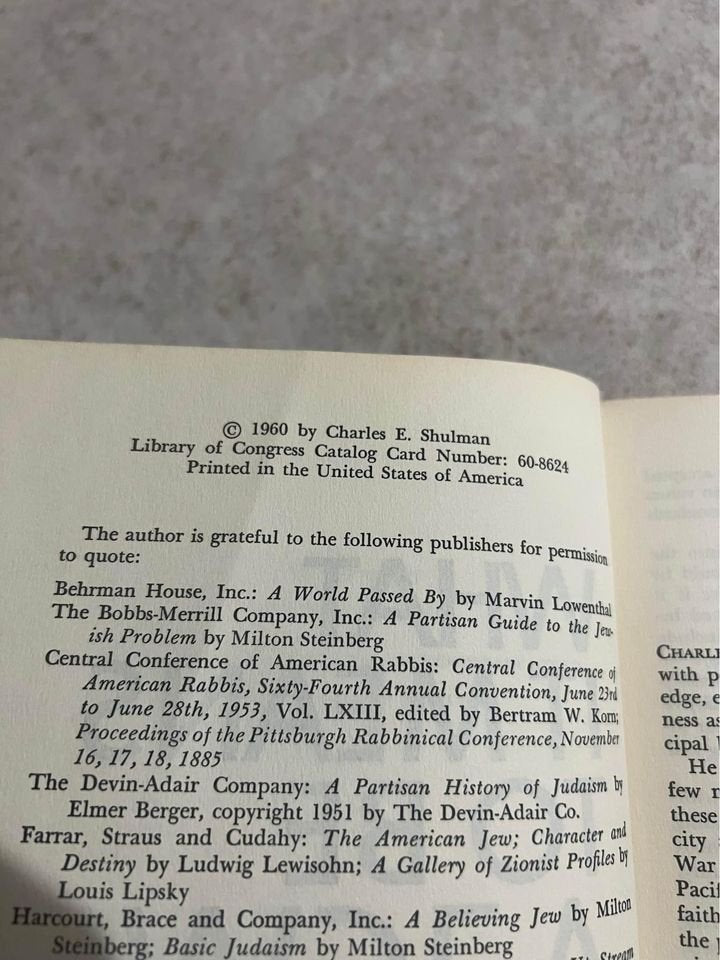 © 1960 by Charles E. Shulman
Library of Congress Catalog Card Number: 60-8624
Printed in the United States of America
The author is grateful to the following publishers for permission
to quote:
Behrman House, Inc.: A World Passed By by Marvin Lowenthal
The Bobbs-Merrill Company, Inc.: A Partisan Guide to the Jew-
ish Problem by Milton Steinberg
Central Conference of American Rabbis: Central Conference of
American Rabbis, Sixty-Fourth Annual Convention, June 23rd
to June 28th, 1953, Vol. LXIII, edited by Bertram W. Korn;
Proceedings of the Pittsburgh Rabbinical Conference, November
16, 17, 18, 1885
The Devin-Adair Company: A Partisan History of Judaism by
Elmer Berger, copyright 1951 by The Devin-Adair Co.
Farrar, Straus and Cudahy: The American Jew; Character and
Destiny by Ludwig Lewisohn; A Gallery of Zionist Profiles by
Louis Lipsky
Harcourt, Brace and Company, Inc.: A Believing Jew by Milton
Steinberg; Basic Judaism by Milton Steinberg
Stream
CHARL
with p
edge, e
ness as
cipal
He
few
these
city
War
Pacif
faith
the